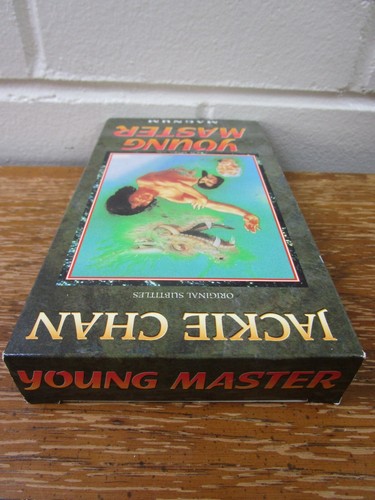 JACKIE CHAN
ORIGINAL SUBTITLES
YOUNG
MASTER
MAGNUM
YOUNG MASTER